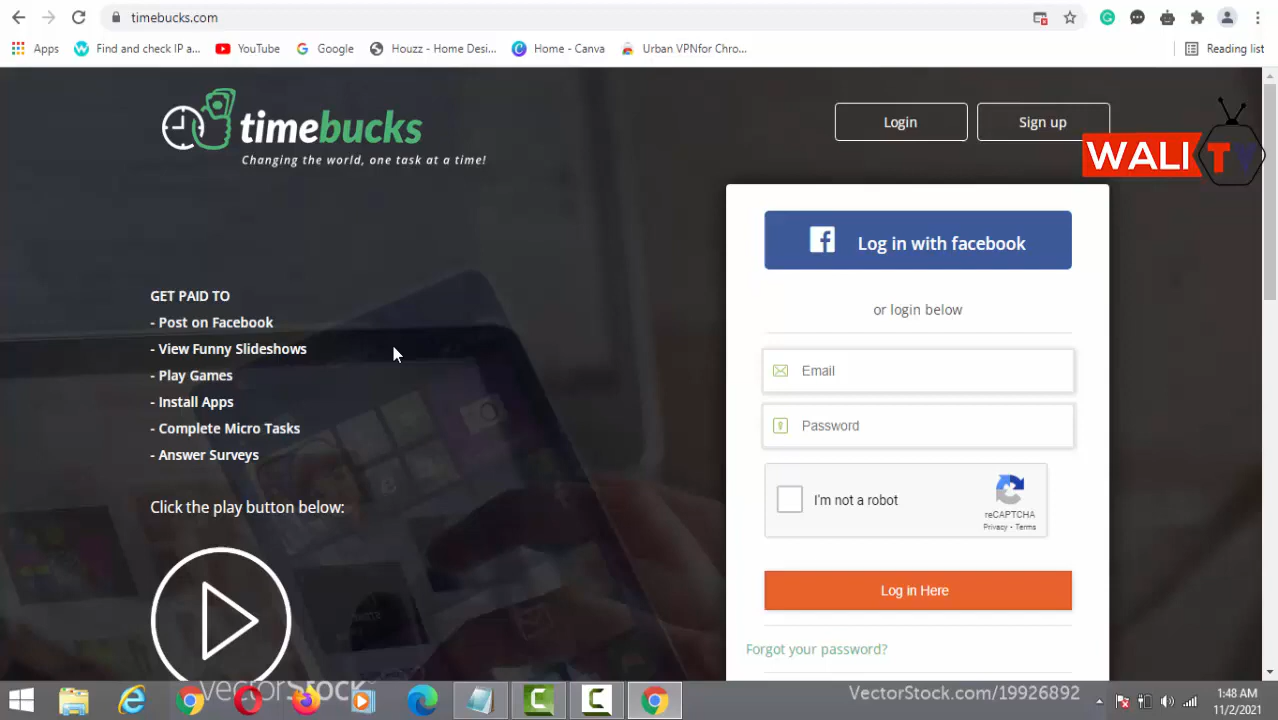 timebucks.com
Apps
Find and check IP a...
YouTube
Google
Houzz - Home Desi...
Home - Canva
Urban VPNfor Chro...
Reading list
timebucks
Changing the world, one task at a time!
Login
Sign up
WALI TV
Log in with facebook
or login below
GET PAID TO
- Post on Facebook
- View Funny Slideshows
- Play Games
- Install Apps
- Complete Micro Tasks
- Answer Surveys
Email
Password
I'm not a robot
reCAPTCHA
Privacy - Terms
Click the play button below:
Log in Here
Forgot your password?
VectorStock
VectorStock.com/19926892
1:48 AM
11/2/2021